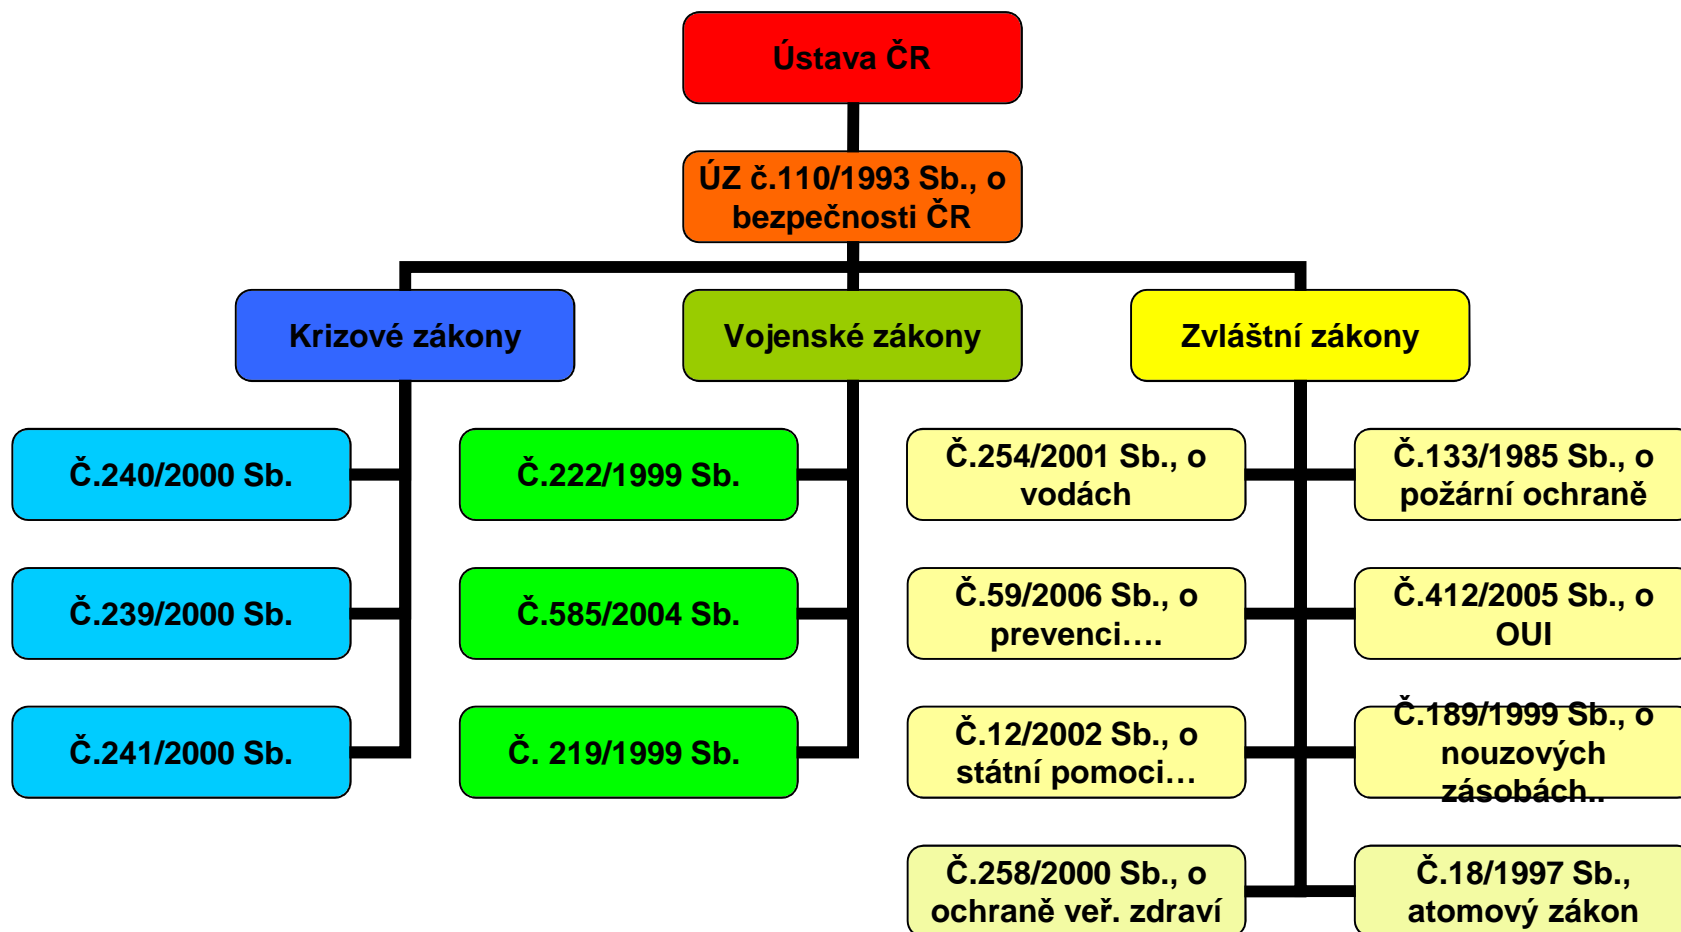 Ústava ČR
ÚZ č.110/1993 Sb., o
bezpečnosti ČR
Krizové zákony
Vojenské zákony
Zvláštní zákony
Č.240/2000 Sb.
Č.222/1999 Sb.
Č.254/2001 Sb., o
vodách
Č.133/1985 Sb., o
požární ochraně
Č.239/2000 Sb.
Č.585/2004 Sb.
Č.59/2006 Sb., o
prevenci….
Č.412/2005 Sb., o
OUI
Č.241/2000 Sb.
Č. 219/1999 Sb.
Č.12/2002 Sb., o
státní pomoci…
Č.189/1999 Sb., o
nouzových
zásobách..
Č.258/2000 Sb., o
ochraně veř. zdraví
Č.18/1997 Sb.,
atomový zákon